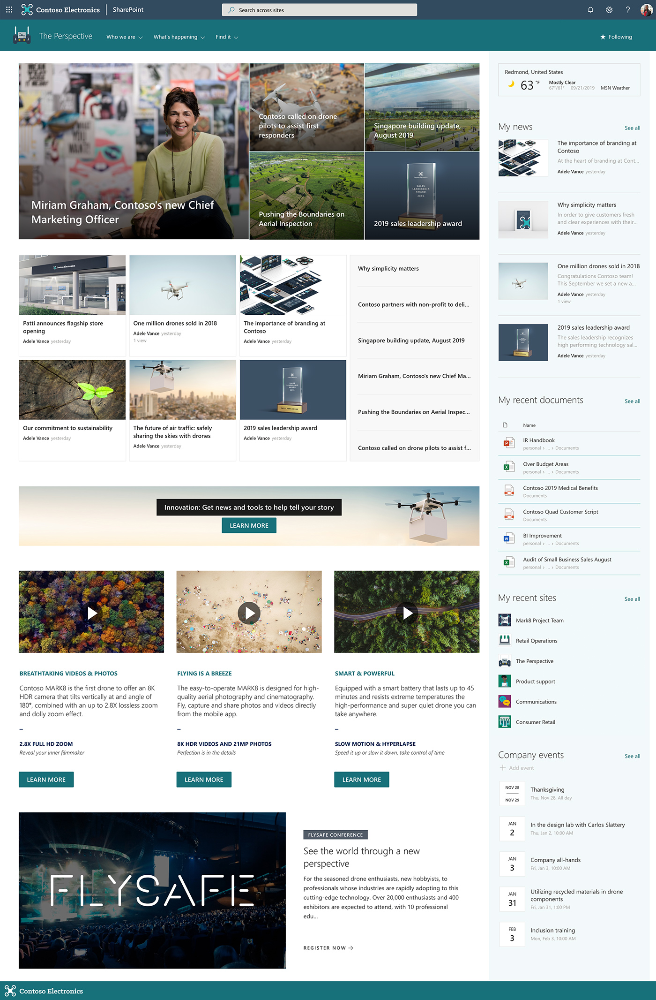 Contoso Electronics
SharePoint
Search across sites
The Perspective
Who we are
What's happening
Find it
Following
Miriam Graham, Contoso's new Chief
Marketing Officer
Contoso called on drone
pilots to assist first
responders
Singapore building update,
August 2019
Pushing the Boundaries on
Aerial Inspection
Contoso Electronics
SALES
LEADERSHIP
AWARD
2019
2019 sales leadership award
Contoso Electronics
Patti announces flagship store
opening
Adele Vance yesterday
One million drones sold in 2018
Adele Vance yesterday
1 view
The importance of branding at
Contoso
Adele Vance yesterday
Our commitment to sustainability
Adele Vance yesterday
The future of air traffic: safely
sharing the skies with drones
Adele Vance yesterday
SALES
LEADERSHIP
AWARD
2019
PATTI FERNANDEZ
2019 sales leadership award
Adele Vance yesterday
Why simplicity matters
Contoso partners with non-profit to deli...
Singapore building update, August 2019
Miriam Graham, Contoso's new Chief Ma...
Pushing the Boundaries on Aerial Inspec...
Contoso called on drone pilots to assist f...
Innovation: Get news and tools to help tell your story
LEARN MORE
BREATHTAKING VIDEOS & PHOTOS
Contoso MARK8 is the first drone to offer an 8K
HDR camera that tilts vertically at and angle of
180°, combined with an up to 2.8X lossless zoom
and dolly zoom effect.
–
2.8X FULL HD ZOOM
Reveal your inner filmmaker
LEARN MORE
FLYING IS A BREEZE
The easy-to-operate MARK8 is designed for high-
quality aerial photography and cinematography.
Fly, capture and share photos and videos directly
from the mobile app.
–
8K HDR VIDEOS AND 21MP PHOTOS
Perfection is in the details
LEARN MORE
SMART & POWERFUL
Equipped with a smart battery that lasts up to 45
minutes and resists extreme temperatures the
high-performance and super quiet drone you can
take anywhere.
–
SLOW MOTION & HYPERLAPSE
Speed it up or slow it down, take control of time
LEARN MORE
FLYSAFE
FLYSAFE CONFERENCE
See the world through a new
perspective
For the seasoned drone enthusiasts, new hobbyists, to
professionals whose industries are rapidly adopting to this
cutting-edge technology. Over 20,000 enthusiasts and 400
exhibitors are expected to attend, with 10 professional
edu...
REGISTER NOW
Redmond, United States
63 °F
Mostly Clear
67°/61° 09/21/2019 MSN Weather
My news
See all
The importance of branding at
Contoso
At the heart of branding at Cont...
Adele Vance yesterday
Why simplicity matters
In order to give customers fresh
and clear experiences with their...
Adele Vance yesterday
One million drones sold in 2018
Congratulations Contoso team!
This September we set a new a...
Adele Vance yesterday
1 view
2019 sales leadership award
The sales leadership recognizes
high performing technology sal...
Adele Vance yesterday
My recent documents
See all
Name
IR Handbook
personal > ... > Documents
Over Budget Areas
personal > ... > Documents
Contoso 2019 Medical Benefits
Documents
Contoso Quad Customer Script
Documents
BI Improvement
personal > ... > Documents
Audit of Small Business Sales August
personal > ... > Documents
My recent sites
See all
M8
Mark8 Project Team
Retail Operations
The Perspective
Product support
Communications
Consumer Retail
Company events
See all
Add event
NOV 28
NOV 29
Thanksgiving
Thu, Nov 28, All day
JAN
2
In the design lab with Carlos Slattery
Thu, Jan 2, 10:00 AM
JAN
3
Company all-hands
Fri, Jan 3, 10:00 AM
JAN
31
Utilizing recycled materials in drone
components
Fri, Jan 31, 1:00 PM
FEB
3
Inclusion training
Mon, Feb 3, 10:00 AM
Contoso Electronics